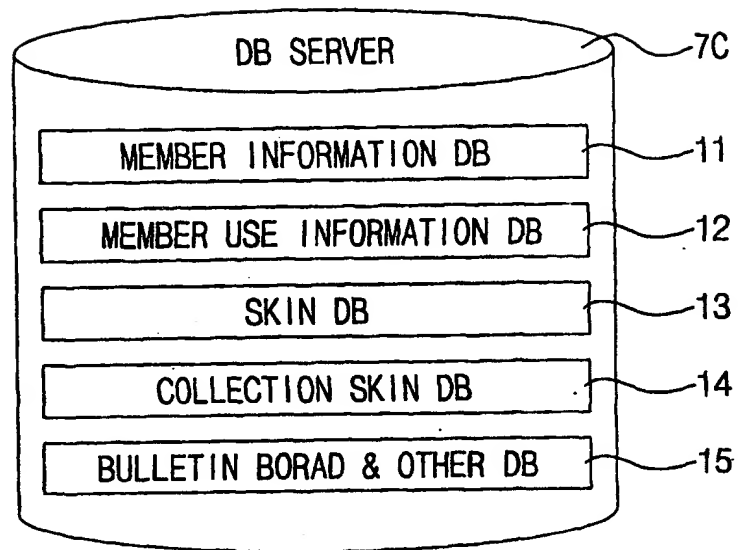 DB SERVER 7C
MEMBER INFORMATION DB 11
MEMBER USE INFORMATION DB 12
SKIN DB 13
COLLECTION SKIN DB 14
BULLETIN BORAD & OTHER DB 15